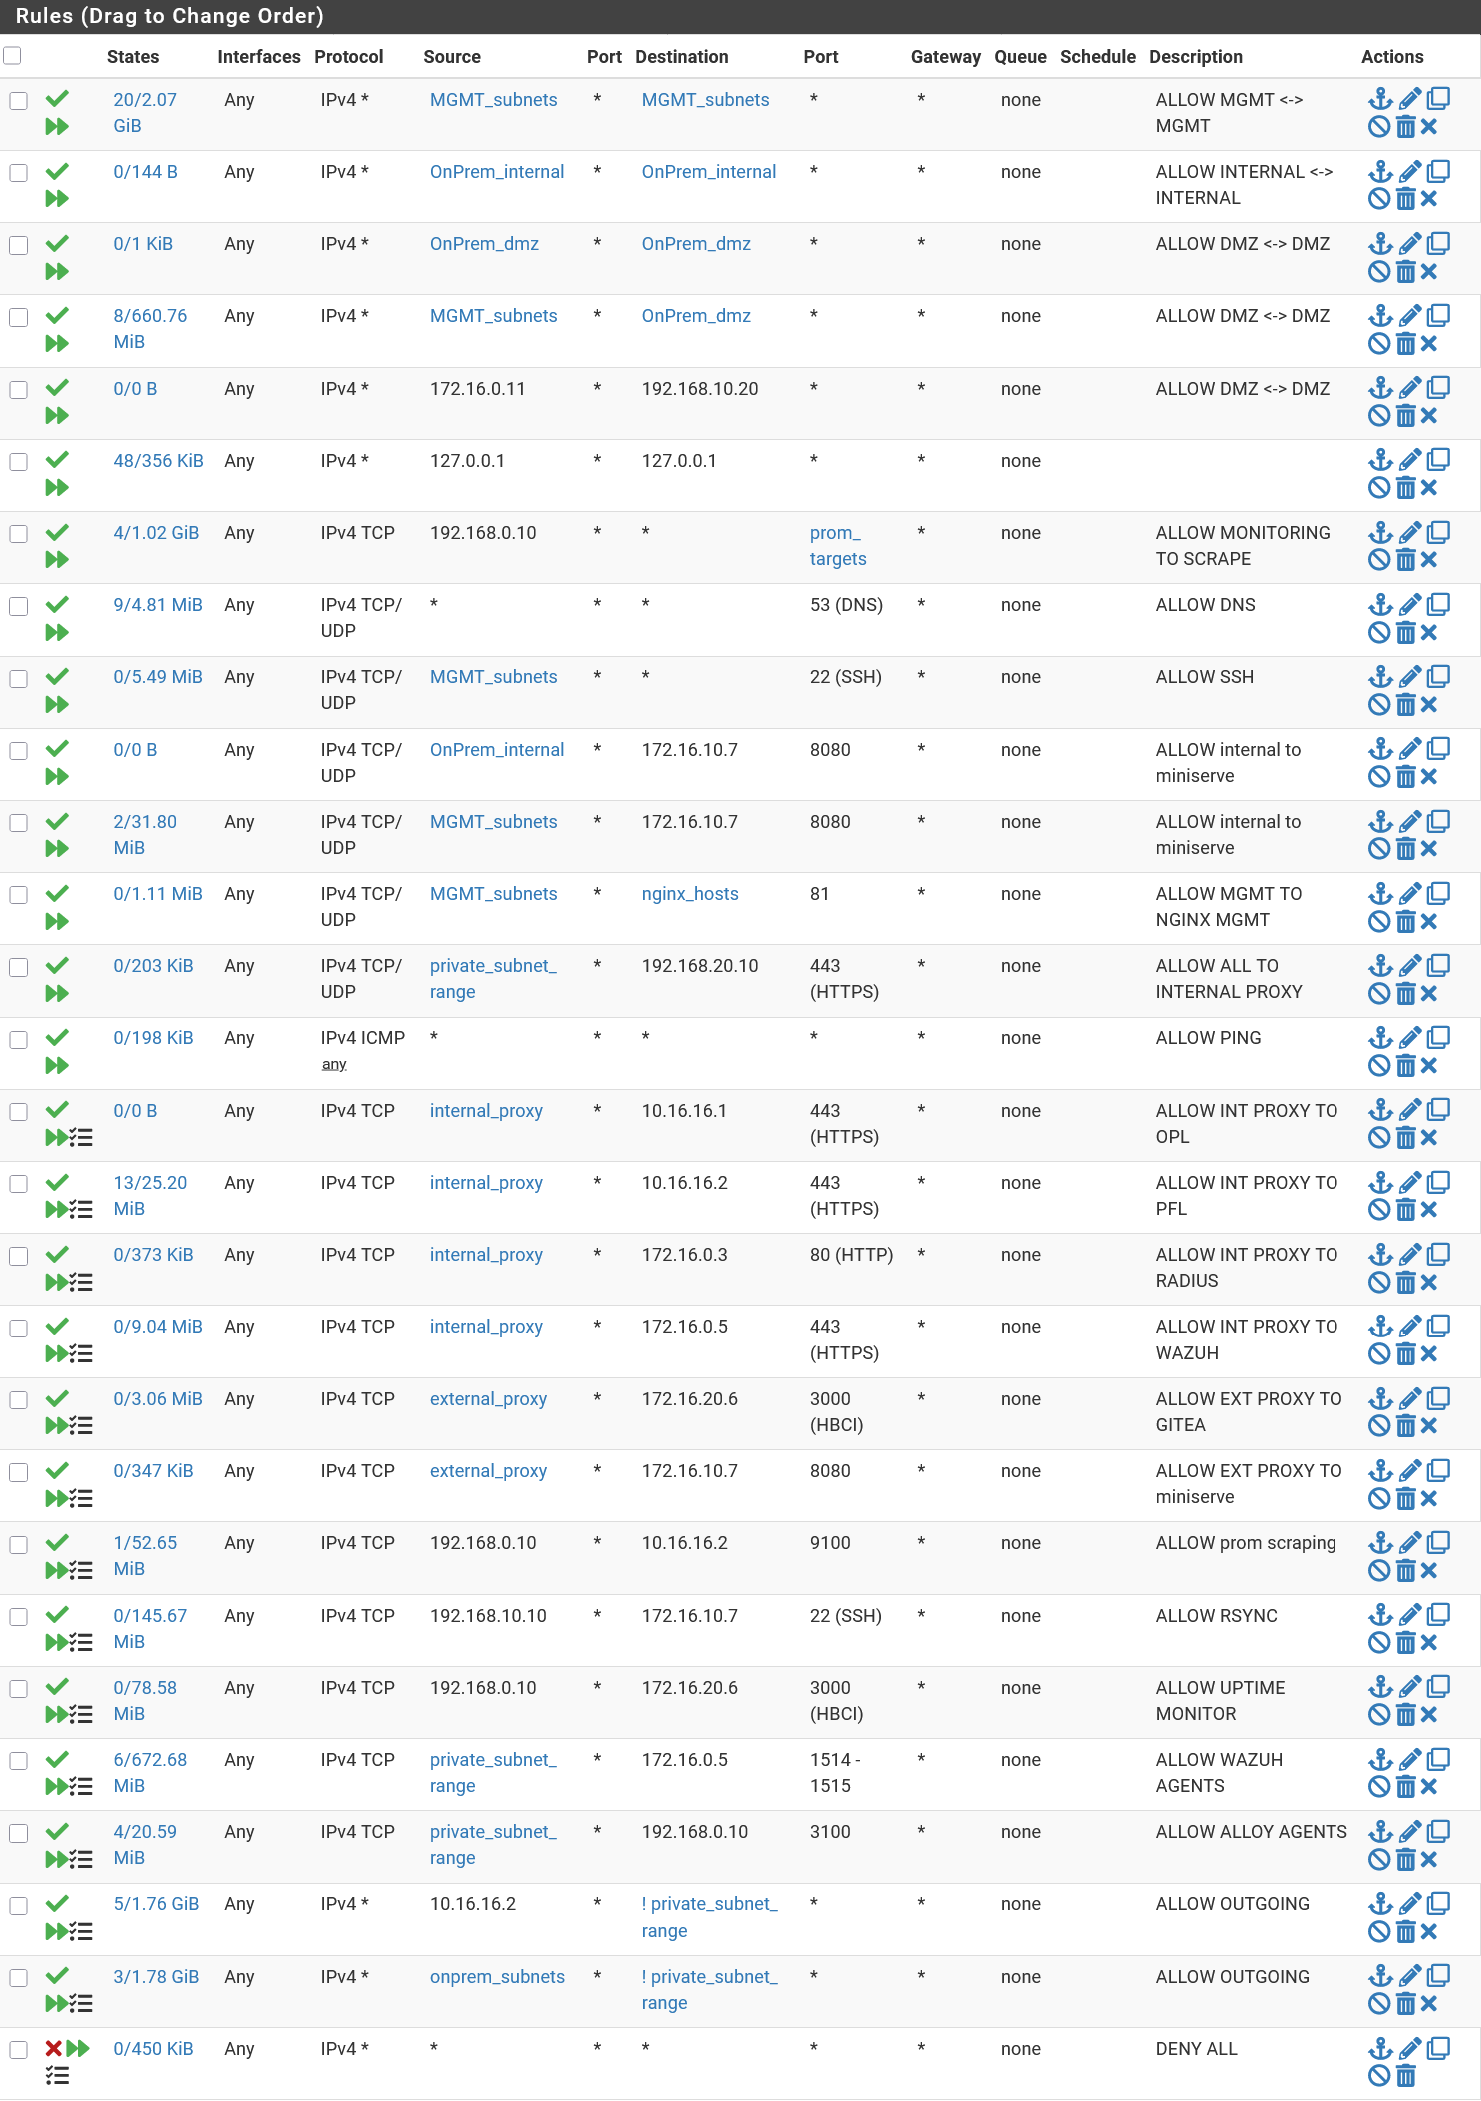 Rules (Drag to Change Order)
States Interfaces Protocol Source Port Destination Port Gateway Queue Schedule Description Actions
20/2.07 Any IPv4 * MGMT_subnets * MGMT_subnets * * none ALLOW MGMT <->
GiB MGMT
0/144 B Any IPv4 * OnPrem_internal * OnPrem_internal * * none ALLOW INTERNAL <->
INTERNAL
0/1 KiB Any IPv4 * OnPrem_dmz * OnPrem_dmz * * none ALLOW DMZ <-> DMZ
8/660.76 Any IPv4 * MGMT_subnets * OnPrem_dmz * * none ALLOW DMZ <-> DMZ
MiB
0/0 B Any IPv4 * 172.16.0.11 * 192.168.10.20 * * none ALLOW DMZ <-> DMZ
48/356 KiB Any IPv4 * 127.0.0.1 * 127.0.0.1 * * none
4/1.02 GiB Any IPv4 TCP 192.168.0.10 * * prom_ * none ALLOW MONITORING
targets TO SCRAPE
9/4.81 MiB Any IPv4 TCP/ * * * 53 (DNS) * none ALLOW DNS
UDP
0/5.49 MiB Any IPv4 TCP/ MGMT_subnets * * 22 (SSH) * none ALLOW SSH
UDP
0/0 B Any IPv4 TCP/ OnPrem_internal * 172.16.10.7 8080 * none ALLOW internal to
UDP miniserve
2/31.80 Any IPv4 TCP/ MGMT_subnets * 172.16.10.7 8080 * none ALLOW internal to
MiB UDP miniserve
0/1.11 MiB Any IPv4 TCP/ MGMT_subnets * nginx_hosts 81 * none ALLOW MGMT TO
UDP NGINX MGMT
0/203 KiB Any IPv4 TCP/ private_subnet_ * 192.168.20.10 443 * none ALLOW ALL TO
UDP range (HTTPS) INTERNAL PROXY
0/198 KiB Any IPv4 ICMP * * * * * none ALLOW PING
any
0/0 B Any IPv4 TCP internal_proxy * 10.16.16.1 443 * none ALLOW INT PROXY TO
(HTTPS) OPL
13/25.20 Any IPv4 TCP internal_proxy * 10.16.16.2 443 * none ALLOW INT PROXY TO
MiB (HTTPS) PFL
0/373 KiB Any IPv4 TCP internal_proxy * 172.16.0.3 80 (HTTP) * none ALLOW INT PROXY TO
RADIUS
0/9.04 MiB Any IPv4 TCP internal_proxy * 172.16.0.5 443 * none ALLOW INT PROXY TO
(HTTPS) WAZUH
0/3.06 MiB Any IPv4 TCP external_proxy * 172.16.20.6 3000 * none ALLOW EXT PROXY TO
(HBCI) GITEA
0/347 KiB Any IPv4 TCP external_proxy * 172.16.10.7 8080 * none ALLOW EXT PROXY TO
miniserve
1/52.65 Any IPv4 TCP 192.168.0.10 * 10.16.16.2 9100 * none ALLOW prom scraping
MiB
0/145.67 Any IPv4 TCP 192.168.10.10 * 172.16.10.7 22 (SSH) * none ALLOW RSYNC
MiB
0/78.58 Any IPv4 TCP 192.168.0.10 * 172.16.20.6 3000 * none ALLOW UPTIME
MiB (HBCI) MONITOR
6/672.68 Any IPv4 TCP private_subnet_ * 172.16.0.5 1514 - * none ALLOW WAZUH
MiB range 1515 AGENTS
4/20.59 Any IPv4 TCP private_subnet_ * 192.168.0.10 3100 * none ALLOW ALLOY AGENTS
MiB range
5/1.76 GiB Any IPv4 * 10.16.16.2 * ! private_subnet_ * * none ALLOW OUTGOING
range
3/1.78 GiB Any IPv4 * onprem_subnets * ! private_subnet_ * * none ALLOW OUTGOING
range
0/450 KiB Any IPv4 * * * * * * none DENY ALL